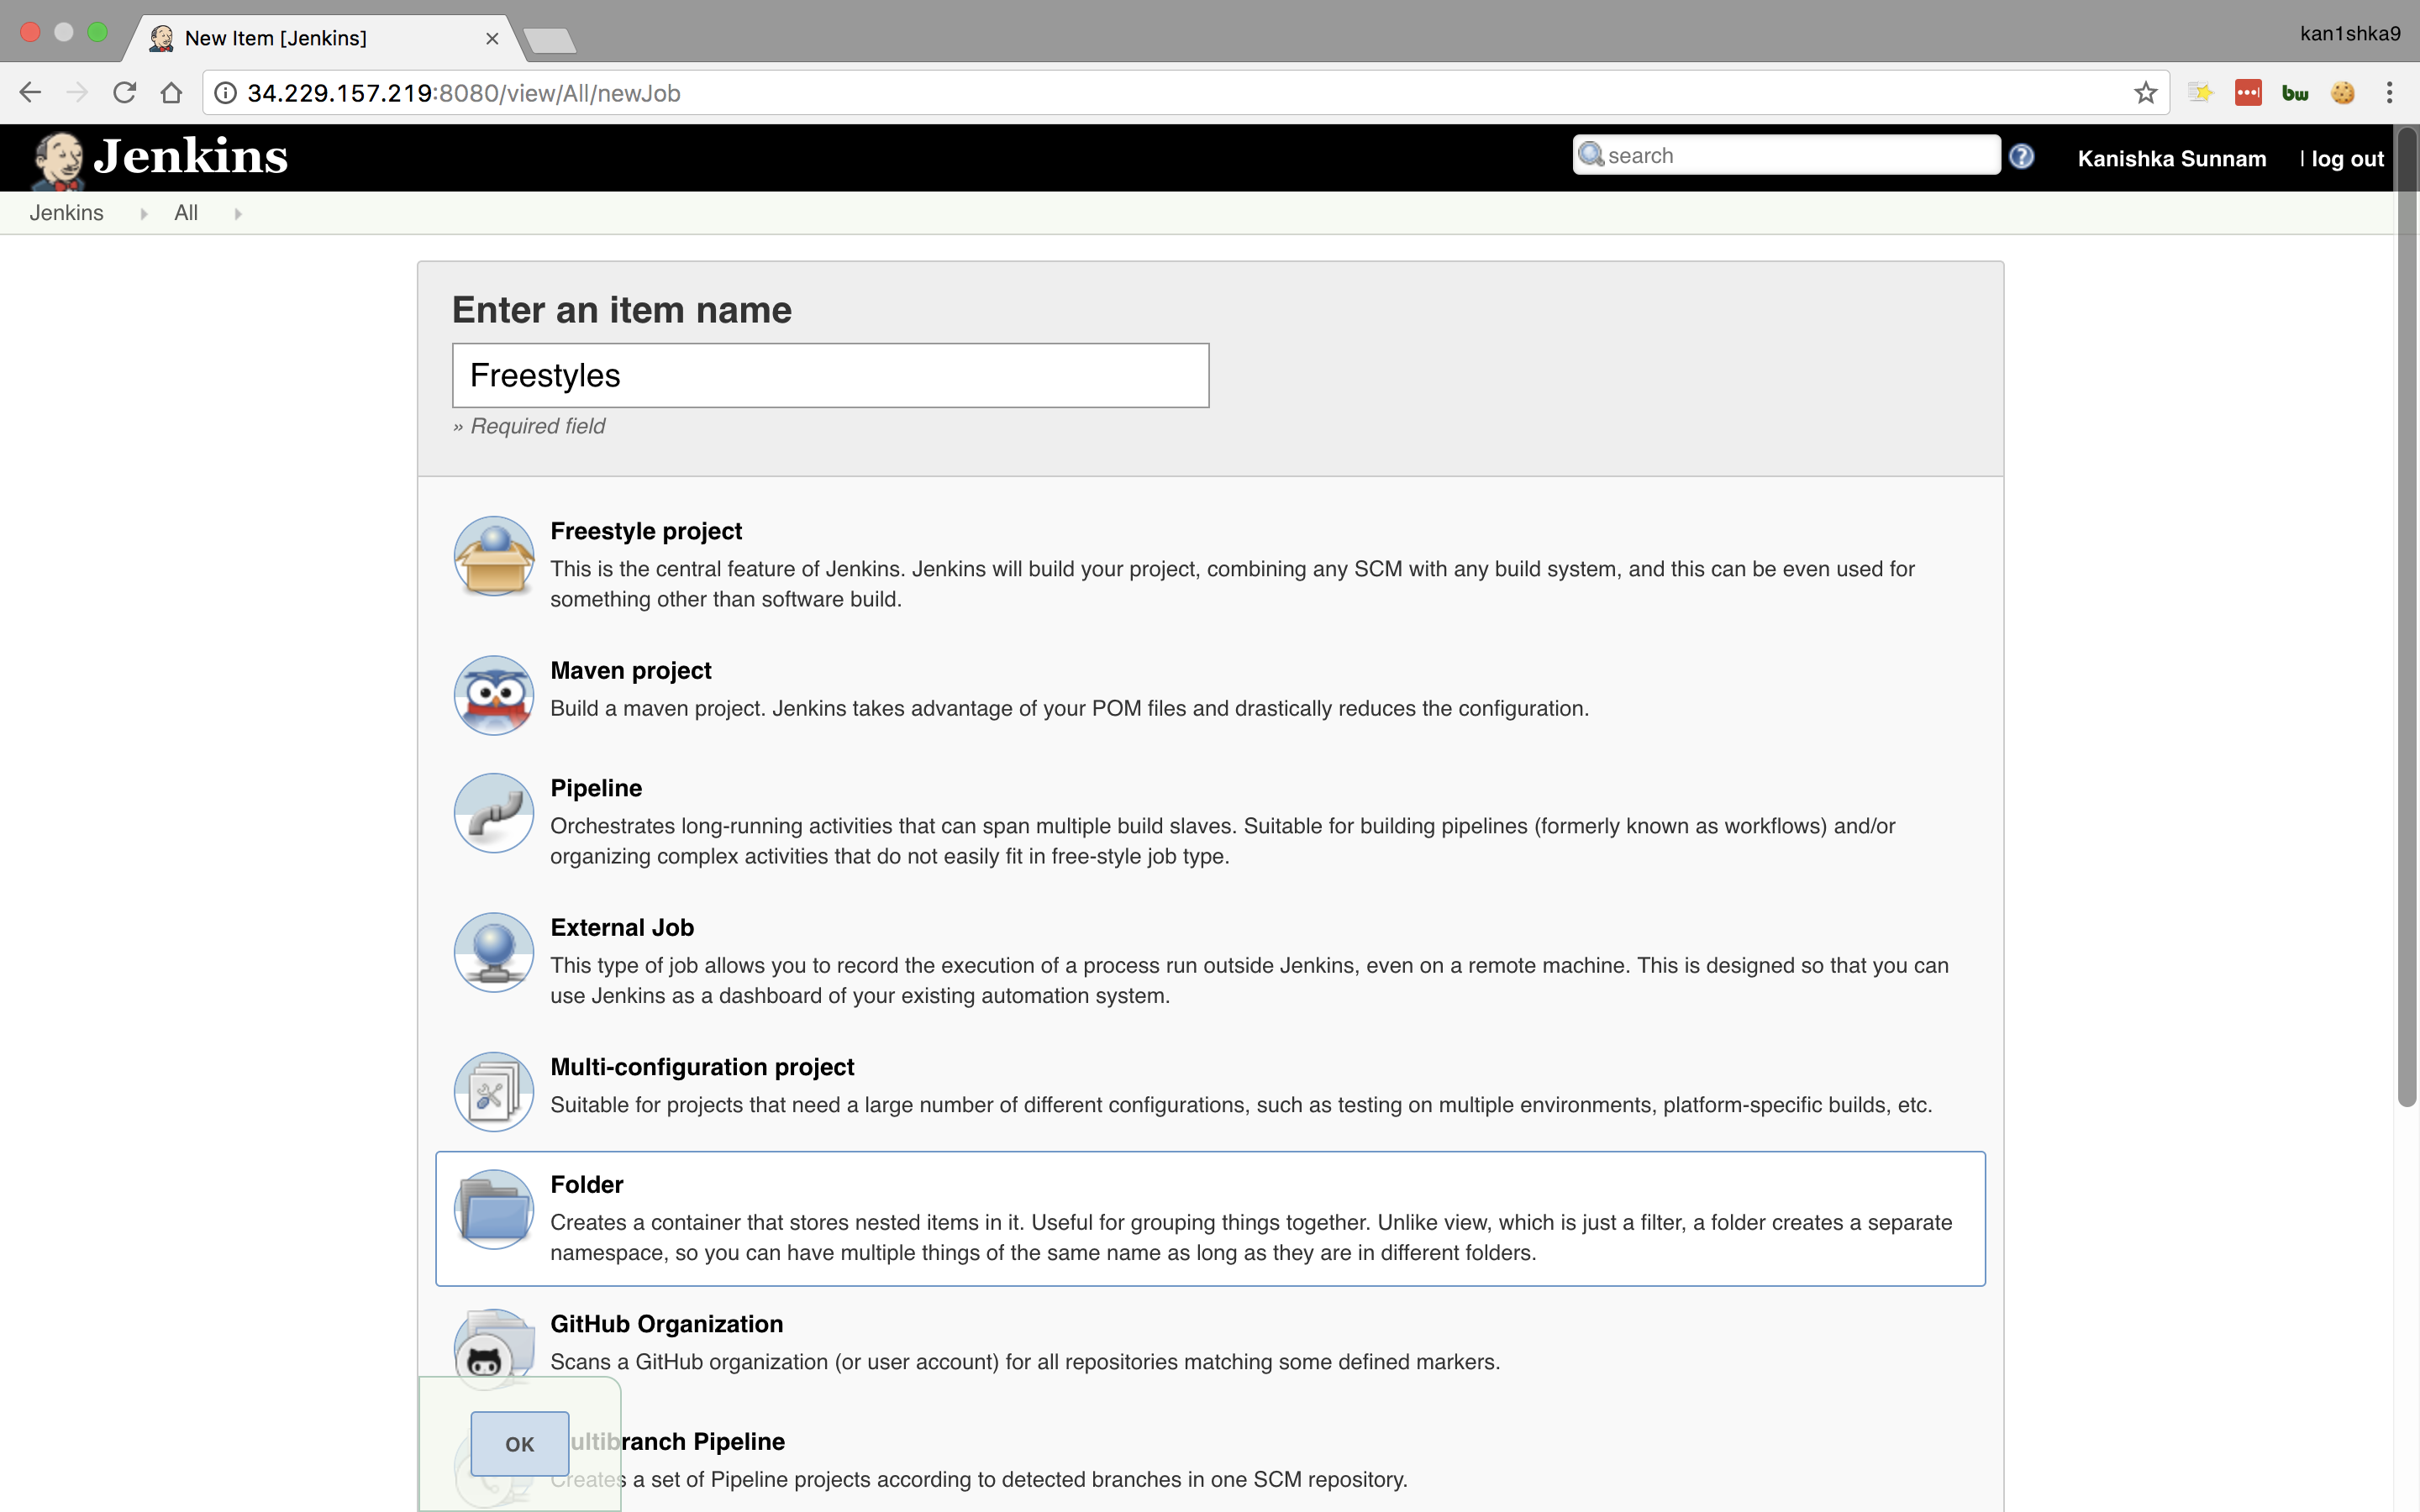 New Item [Jenkins]
kan1shka9
34.229.157.219:8080/view/All/newJob
bw
Jenkins
search
Kanishka Sunnam | log out
Jenkins All
Enter an item name
Freestyles
» Required field
Freestyle project
This is the central feature of Jenkins. Jenkins will build your project, combining any SCM with any build system, and this can be even used for
something other than software build.
Maven project
Build a maven project. Jenkins takes advantage of your POM files and drastically reduces the configuration.
Pipeline
Orchestrates long-running activities that can span multiple build slaves. Suitable for building pipelines (formerly known as workflows) and/or
organizing complex activities that do not easily fit in free-style job type.
External Job
This type of job allows you to record the execution of a process run outside Jenkins, even on a remote machine. This is designed so that you can
use Jenkins as a dashboard of your existing automation system.
Multi-configuration project
Suitable for projects that need a large number of different configurations, such as testing on multiple environments, platform-specific builds, etc.
Folder
Creates a container that stores nested items in it. Useful for grouping things together. Unlike view, which is just a filter, a folder creates a separate
namespace, so you can have multiple things of the same name as long as they are in different folders.
GitHub Organization
Scans a GitHub organization (or user account) for all repositories matching some defined markers.
OK
ultibranch Pipeline
Creates a set of Pipeline projects according to detected branches in one SCM repository.